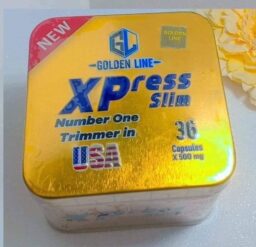 NEW
GL
GOLDEN LINE
GOLDEN
LINE
XPress
Slim
Number One
Trimmer in
USA
36
Capsules
X 500 mg